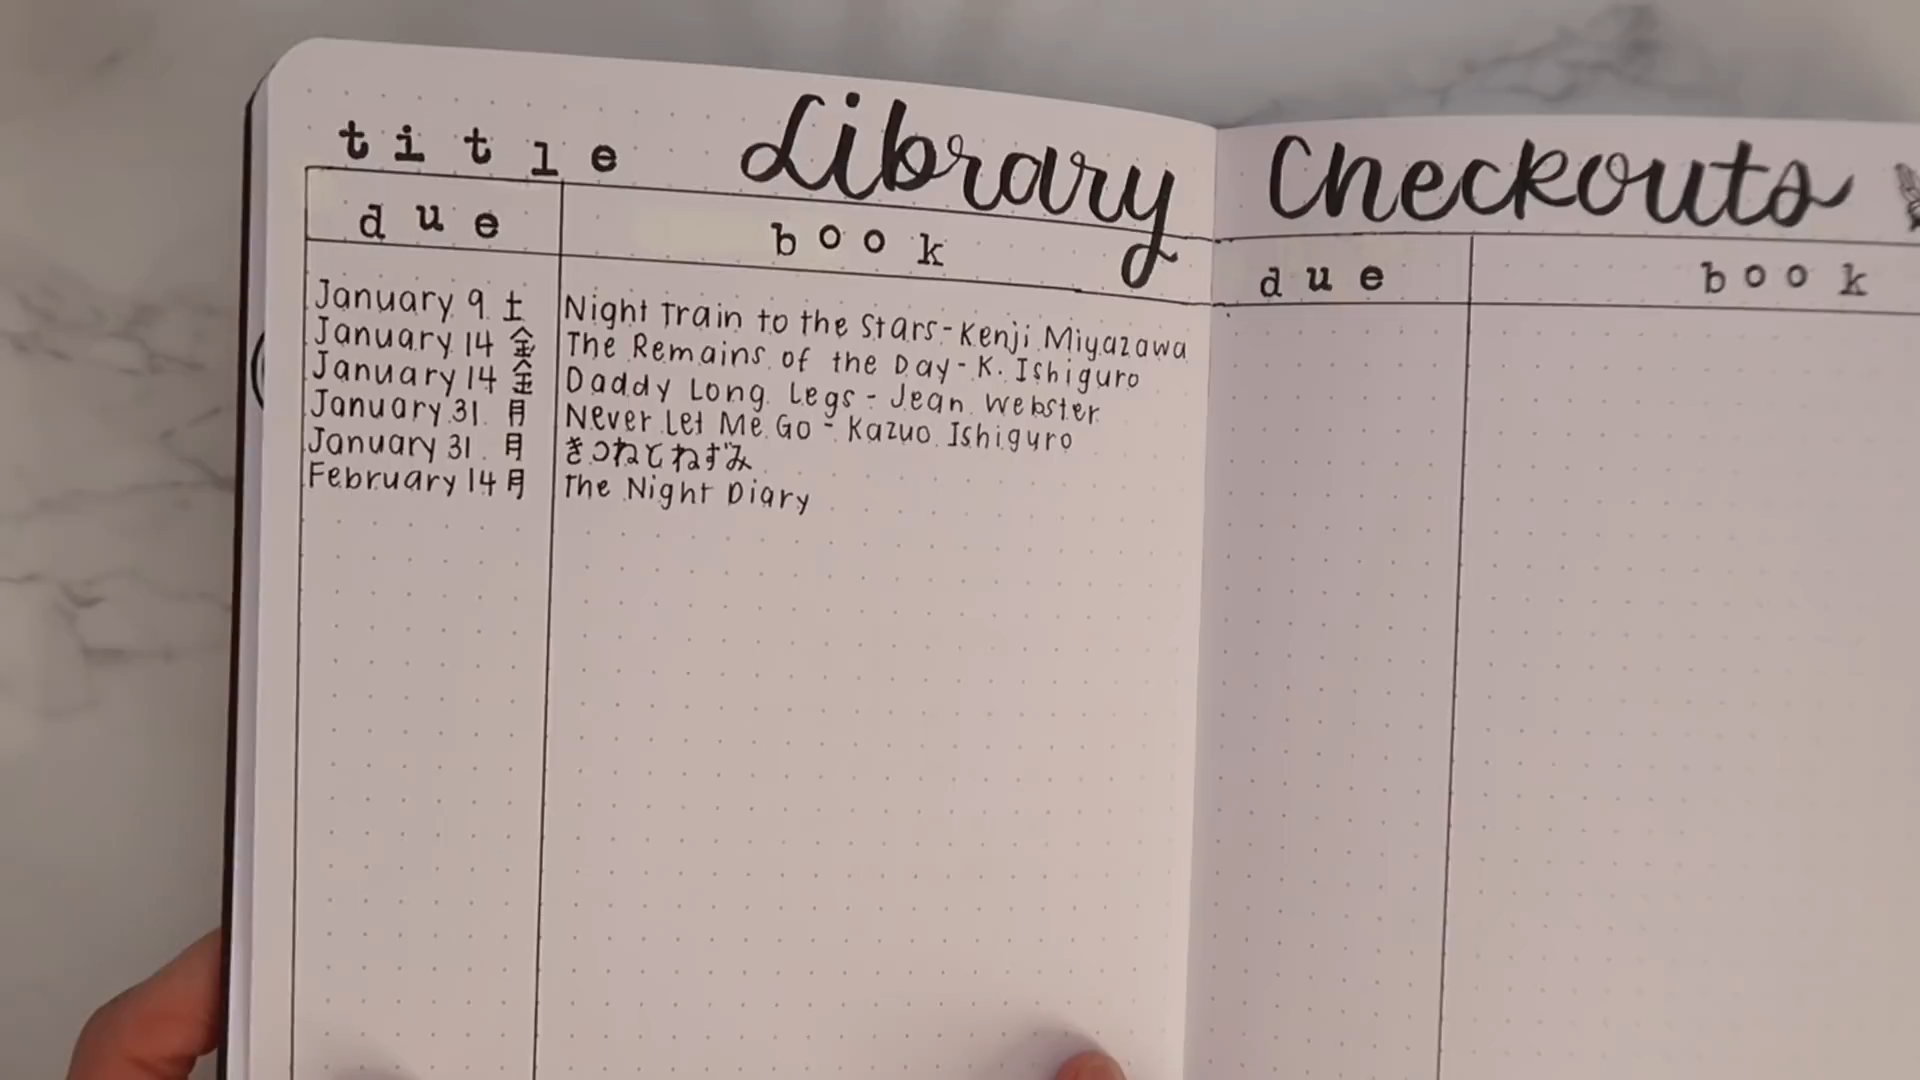 title
Library Checkouts
due book
January 9 土 Night Train to the Stars - Kenji Miyazawa
January 14 金 The Remains of the Day - K. Ishiguro
January 14 金 Daddy Long Legs - Jean Webster
January 31 月 Never Let Me Go - Kazuo Ishiguro
January 31 月 きつねとねずみ
February 14 月 The Night Diary
due book